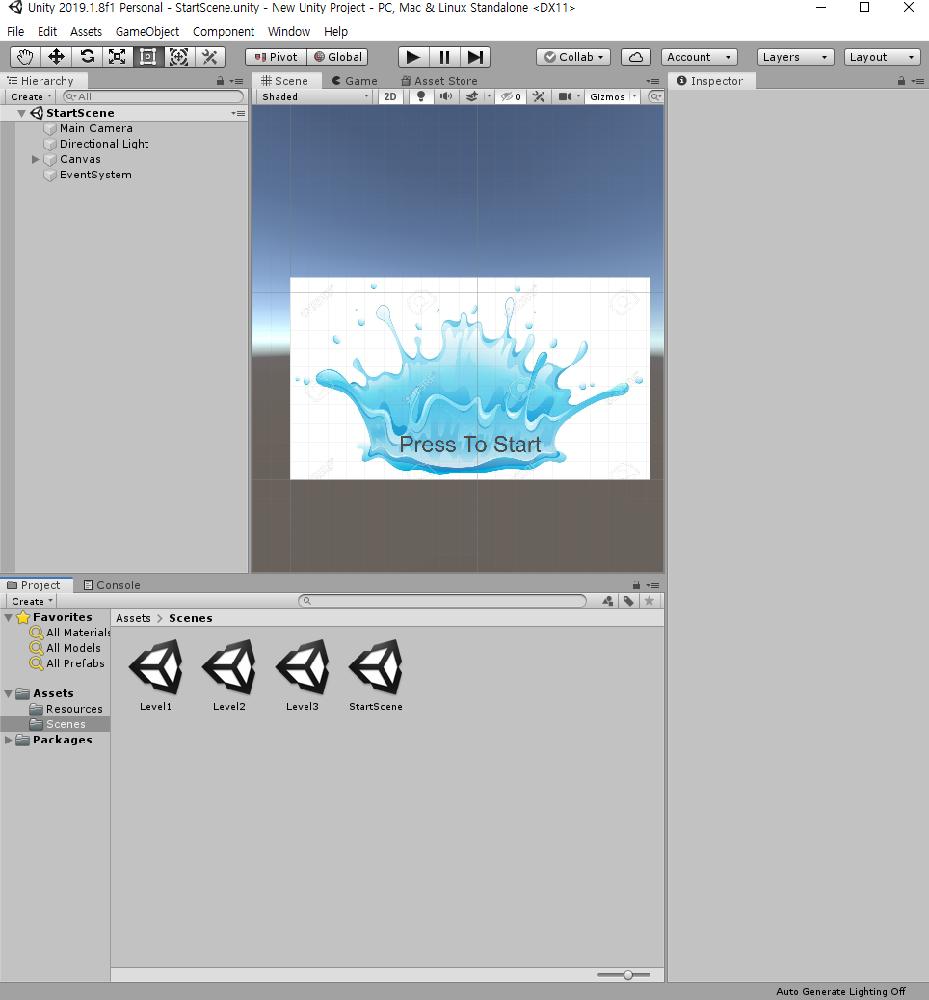 Unity 2019.1.8f1 Personal - StartScene.unity - New Unity Project - PC, Mac & Linux Standalone <DX11>
File Edit Assets GameObject Component Window Help
Pivot Global Collab Account Layers Layout
Hierarchy Scene Game Asset Store Inspector
Create All Shaded 2D 0 Gizmos
StartScene
Main Camera
Directional Light
Canvas
EventSystem
Press To Start
Project Console
Create
Favorites Assets > Scenes
All Materials
All Models
All Prefabs
Level1 Level2 Level3 StartScene
Assets
Resources
Scenes
Packages
Auto Generate Lighting Off